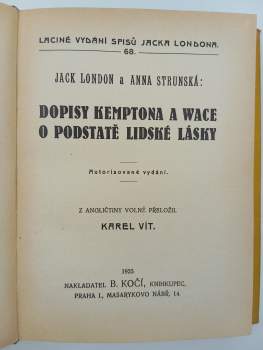 LACINÉ VYDÁNÍ SPISŮ JACKA LONDONA.
68.
JACK LONDON a ANNA STRUNSKÁ:
DOPISY KEMPTONA A WACE
O PODSTATĚ LIDSKÉ LÁSKY
Autorisované vydání.
Z ANGLIČTINY VOLNĚ PŘELOŽIL
KAREL VÍT.
1925
NAKLADATEL B. KOČÍ, KNIHKUPEC,
PRAHA I, MASARYKOVO NÁBŘ. 14